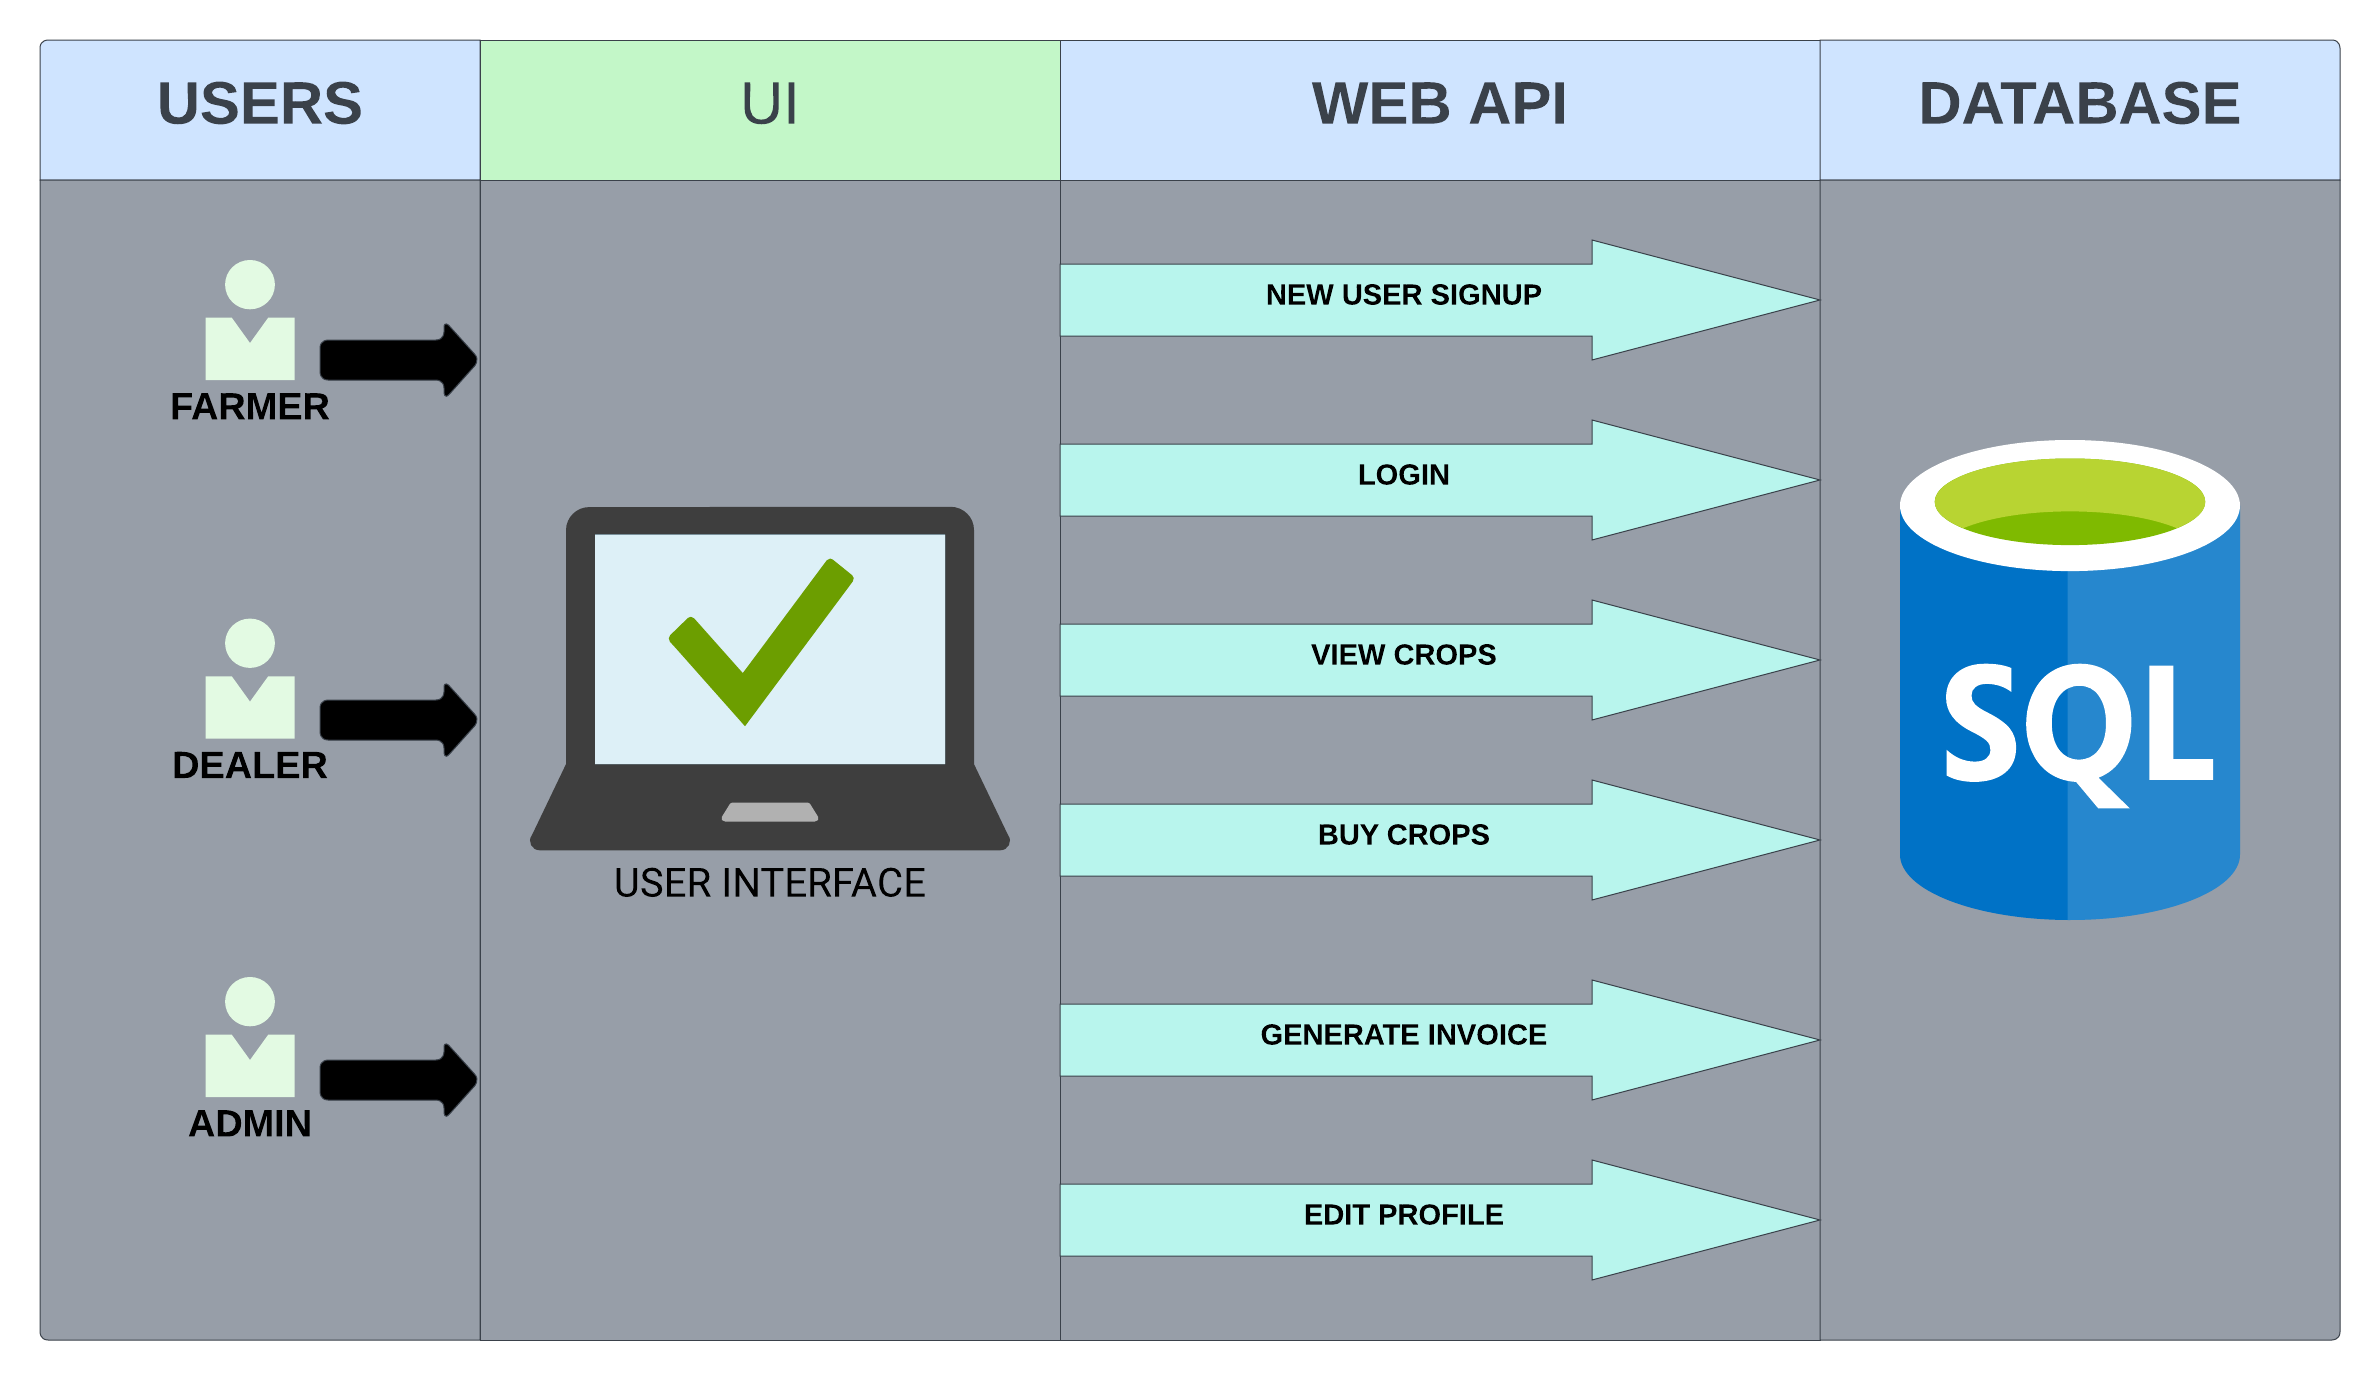 USERS
UI
WEB API
DATABASE
FARMER
DEALER
ADMIN
USER INTERFACE
NEW USER SIGNUP
LOGIN
VIEW CROPS
BUY CROPS
GENERATE INVOICE
EDIT PROFILE
SQL